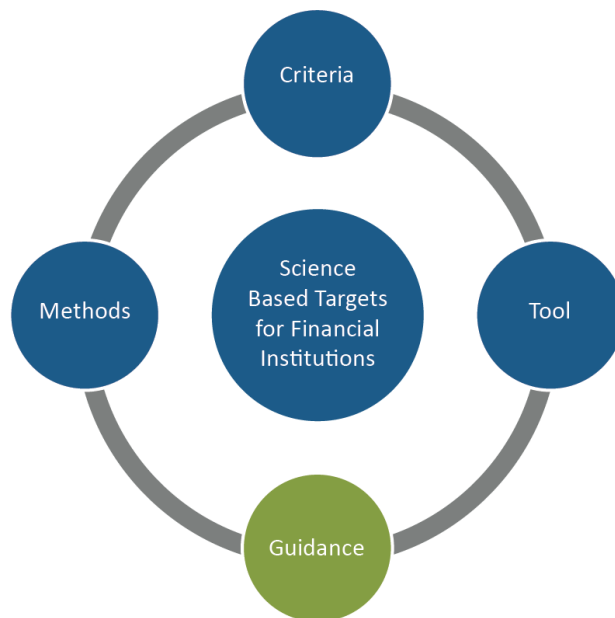 Criteria
Methods
Science
Based Targets
for Financial
Institutions
Tool
Guidance